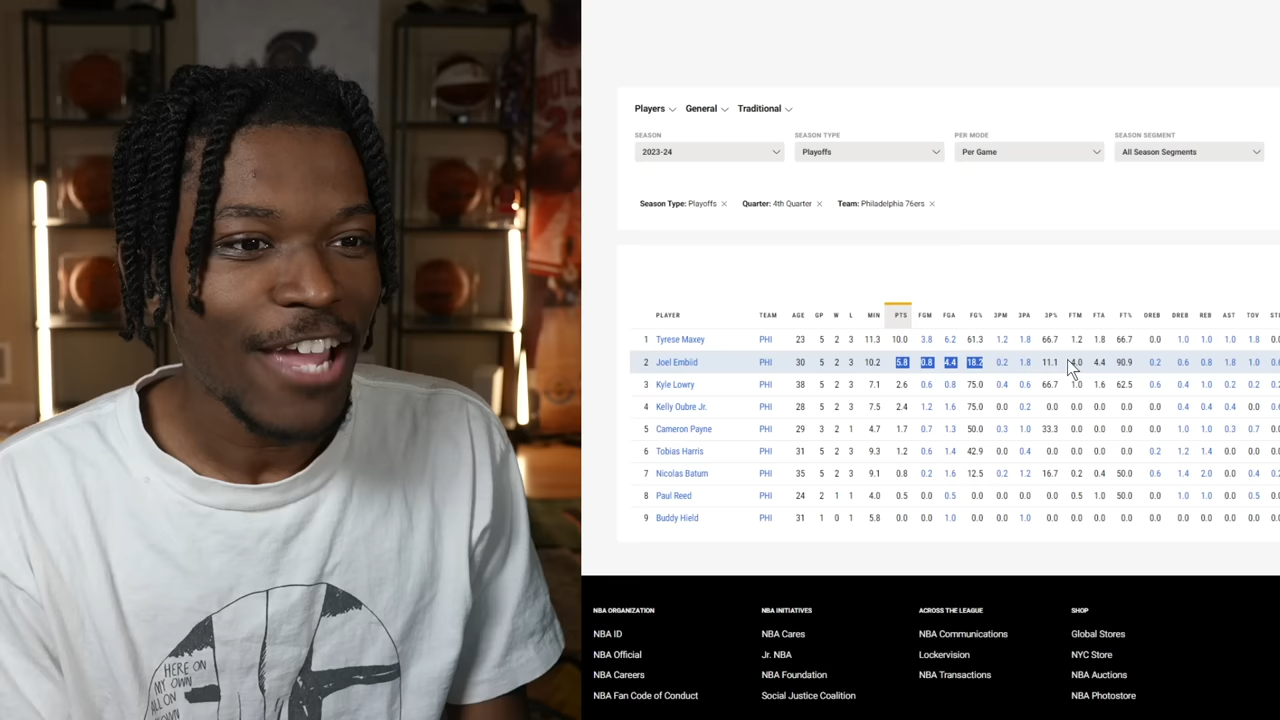 Players General Traditional
SEASON SEASON TYPE PER MODE SEASON SEGMENT
2023-24 Playoffs Per Game All Season Segments
Season Type: Playoffs Quarter: 4th Quarter Team: Philadelphia 76ers
PLAYER TEAM AGE GP W L MIN PTS FGM FGA FG% 3PM 3PA 3P% FTM FTA FT% OREB DREB REB AST TOV
1 Tyrese Maxey PHI 23 5 2 3 11.3 10.0 3.8 6.2 61.3 1.2 1.8 66.7 1.2 1.8 66.7 0.0 1.0 1.0 1.0 1.8
2 Joel Embiid PHI 30 5 2 3 10.2 5.8 0.8 4.4 18.2 0.2 1.8 11.1 4.0 4.4 90.9 0.2 0.6 0.8 1.8 1.0
3 Kyle Lowry PHI 38 5 2 3 7.1 2.6 0.6 0.8 75.0 0.4 0.6 66.7 1.0 1.6 62.5 0.6 0.4 1.0 0.2 0.2
4 Kelly Oubre Jr. PHI 28 5 2 3 7.5 2.4 1.2 1.6 75.0 0.0 0.2 0.0 0.0 0.0 0.0 0.0 0.4 0.4 0.4 0.0
5 Cameron Payne PHI 29 3 2 1 4.7 1.7 0.7 1.3 50.0 0.3 1.0 33.3 0.0 0.0 0.0 0.0 1.0 1.0 0.3 0.7
6 Tobias Harris PHI 31 5 2 3 9.3 1.2 0.6 1.4 42.9 0.0 0.4 0.0 0.0 0.0 0.0 0.2 1.2 1.4 0.0 0.0
7 Nicolas Batum PHI 35 5 2 3 9.1 0.8 0.2 1.6 12.5 0.2 1.2 16.7 0.2 0.4 50.0 0.6 1.4 2.0 0.0 0.4
8 Paul Reed PHI 24 2 1 1 4.0 0.5 0.0 0.5 0.0 0.0 0.0 0.0 0.5 1.0 50.0 0.0 1.0 1.0 0.0 0.5
9 Buddy Hield PHI 31 1 0 1 5.8 0.0 0.0 1.0 0.0 0.0 1.0 0.0 0.0 0.0 0.0 0.0 0.0 0.0 0.0 0.0
NBA ORGANIZATION NBA INITIATIVES ACROSS THE LEAGUE SHOP
NBA ID NBA Cares NBA Communications Global Stores
NBA Official Jr. NBA Lockervision NYC Store
NBA Careers NBA Foundation NBA Transactions NBA Auctions
NBA Fan Code of Conduct Social Justice Coalition NBA Photostore
HERE ON
MY OWN
ALL ON